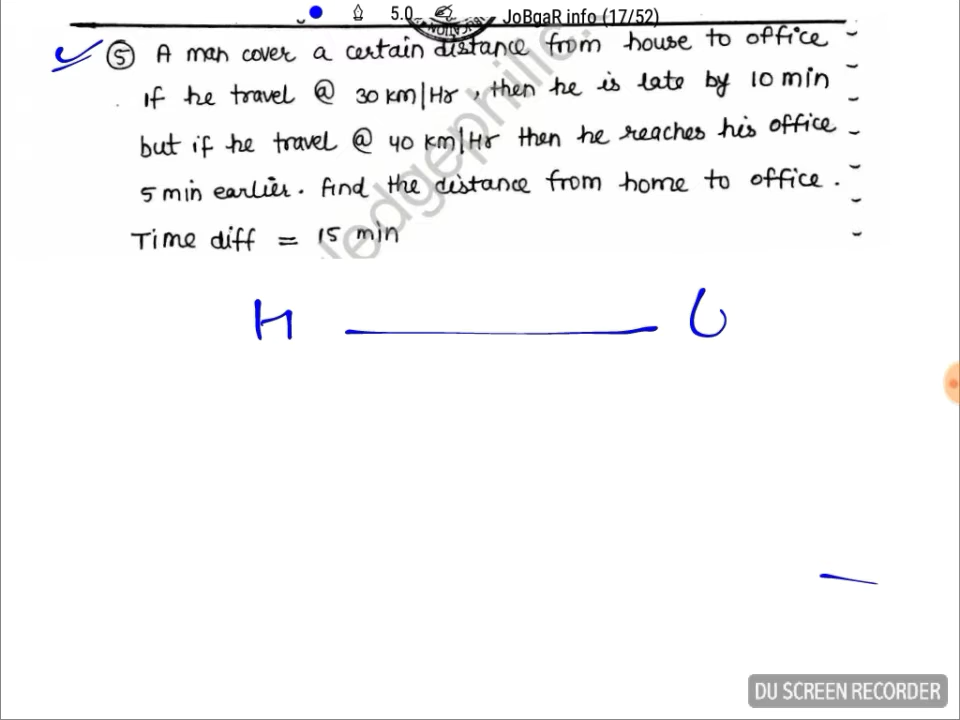 5.0 JoBgaR info (17/52)
⑤ A man cover a certain distance from house to office
If he travel @ 30 km/Hr, then he is late by 10 min
but if he travel @ 40 km/Hr then he reaches his office
5 min earlier. find the distance from home to office.
Time diff = 15 min
H O
DU SCREEN RECORDER